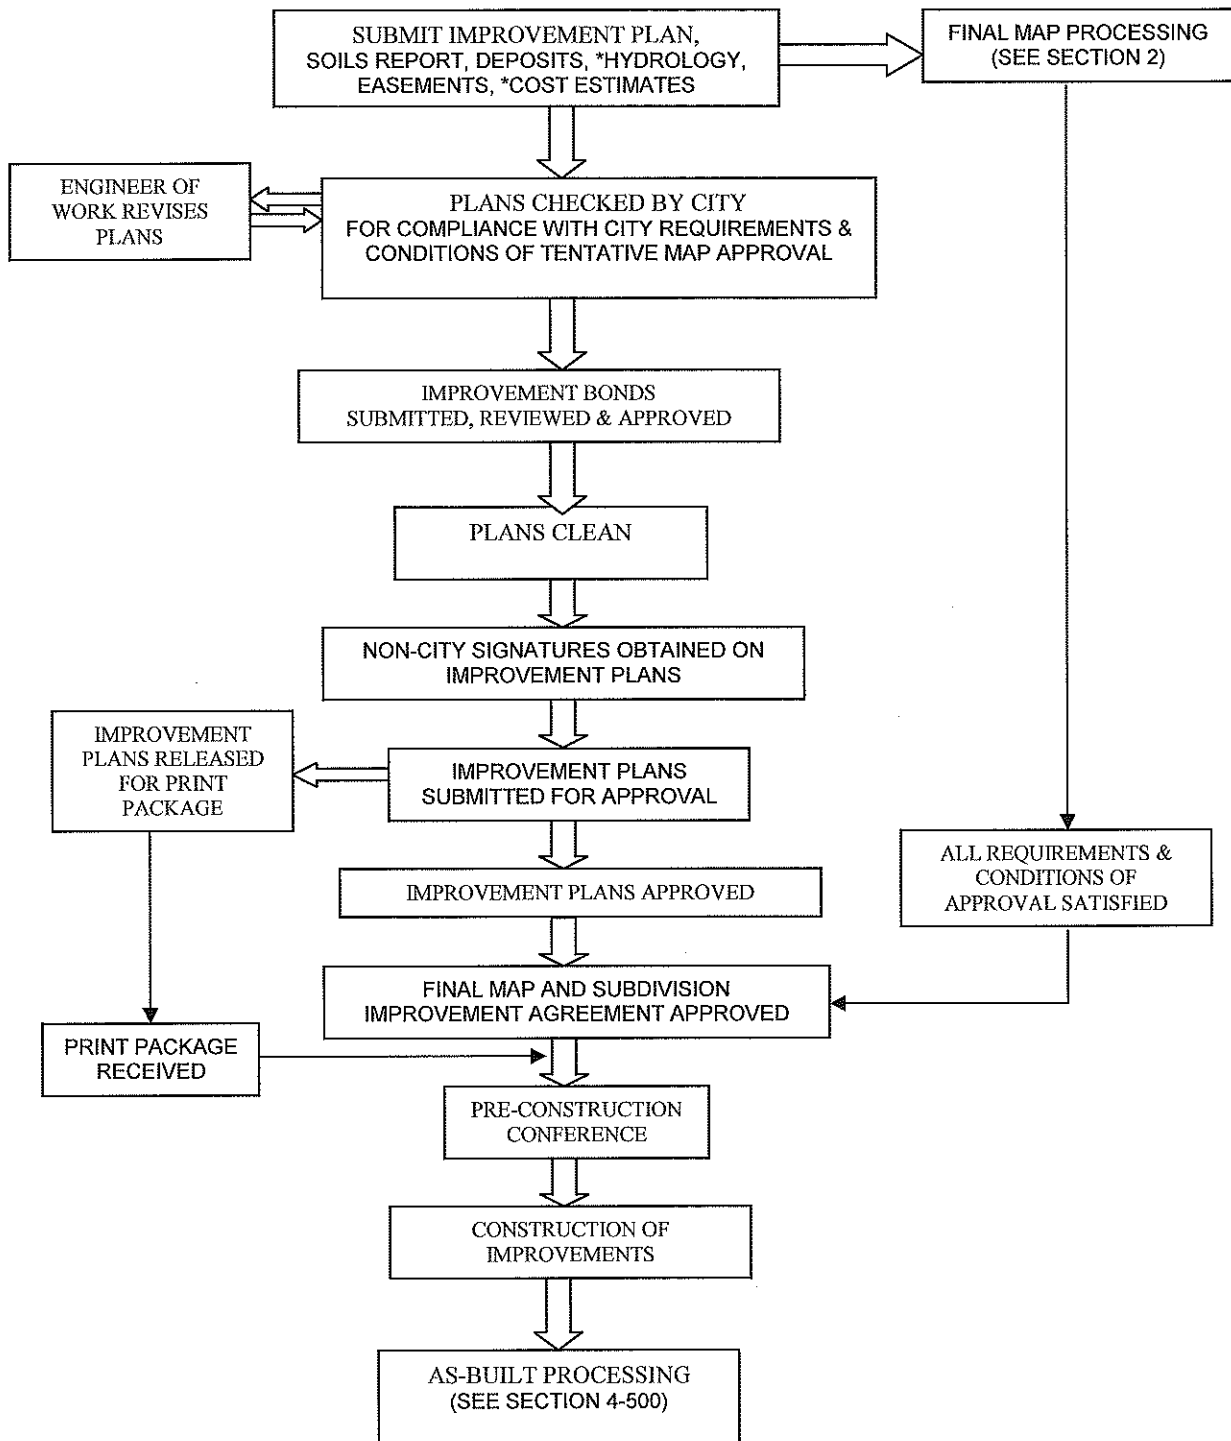 SUBMIT IMPROVEMENT PLAN,
SOILS REPORT, DEPOSITS, *HYDROLOGY,
EASEMENTS, *COST ESTIMATES
FINAL MAP PROCESSING
(SEE SECTION 2)
ENGINEER OF
WORK REVISES
PLANS
PLANS CHECKED BY CITY
FOR COMPLIANCE WITH CITY REQUIREMENTS &
CONDITIONS OF TENTATIVE MAP APPROVAL
IMPROVEMENT BONDS
SUBMITTED, REVIEWED & APPROVED
PLANS CLEAN
NON-CITY SIGNATURES OBTAINED ON
IMPROVEMENT PLANS
IMPROVEMENT
PLANS RELEASED
FOR PRINT
PACKAGE
IMPROVEMENT PLANS
SUBMITTED FOR APPROVAL
ALL REQUIREMENTS &
CONDITIONS OF
APPROVAL SATISFIED
IMPROVEMENT PLANS APPROVED
FINAL MAP AND SUBDIVISION
IMPROVEMENT AGREEMENT APPROVED
PRINT PACKAGE
RECEIVED
PRE-CONSTRUCTION
CONFERENCE
CONSTRUCTION OF
IMPROVEMENTS
AS-BUILT PROCESSING
(SEE SECTION 4-500)